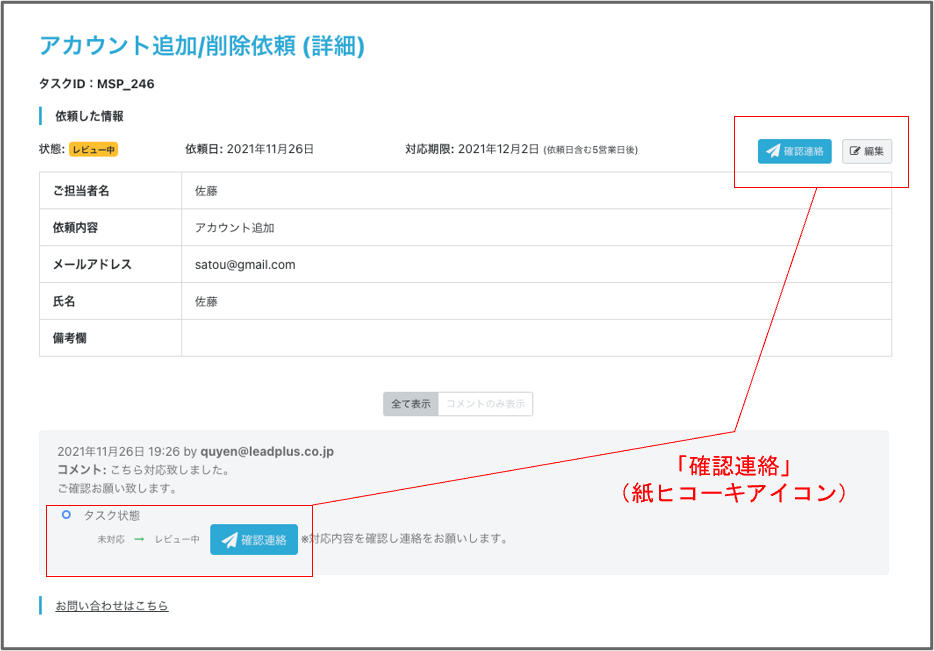 アカウント追加/削除依頼 (詳細)
タスクID：MSP_246
依頼した情報
状態: レビュー中 依頼日: 2021年11月26日 対応期限: 2021年12月2日 (依頼日含む5営業日後) 確認連絡 編集
ご担当者名 佐藤
依頼内容 アカウント追加
メールアドレス satou@gmail.com
氏名 佐藤
備考欄
全て表示 コメントのみ表示
2021年11月26日 19:26 by quyen@leadplus.co.jp
コメント: こちら対応致しました。
ご確認お願い致します。
「確認連絡」
（紙ヒコーキアイコン）
タスク状態
未対応 → レビュー中 確認連絡 ※対応内容を確認し連絡をお願いします。
お問い合わせはこちら